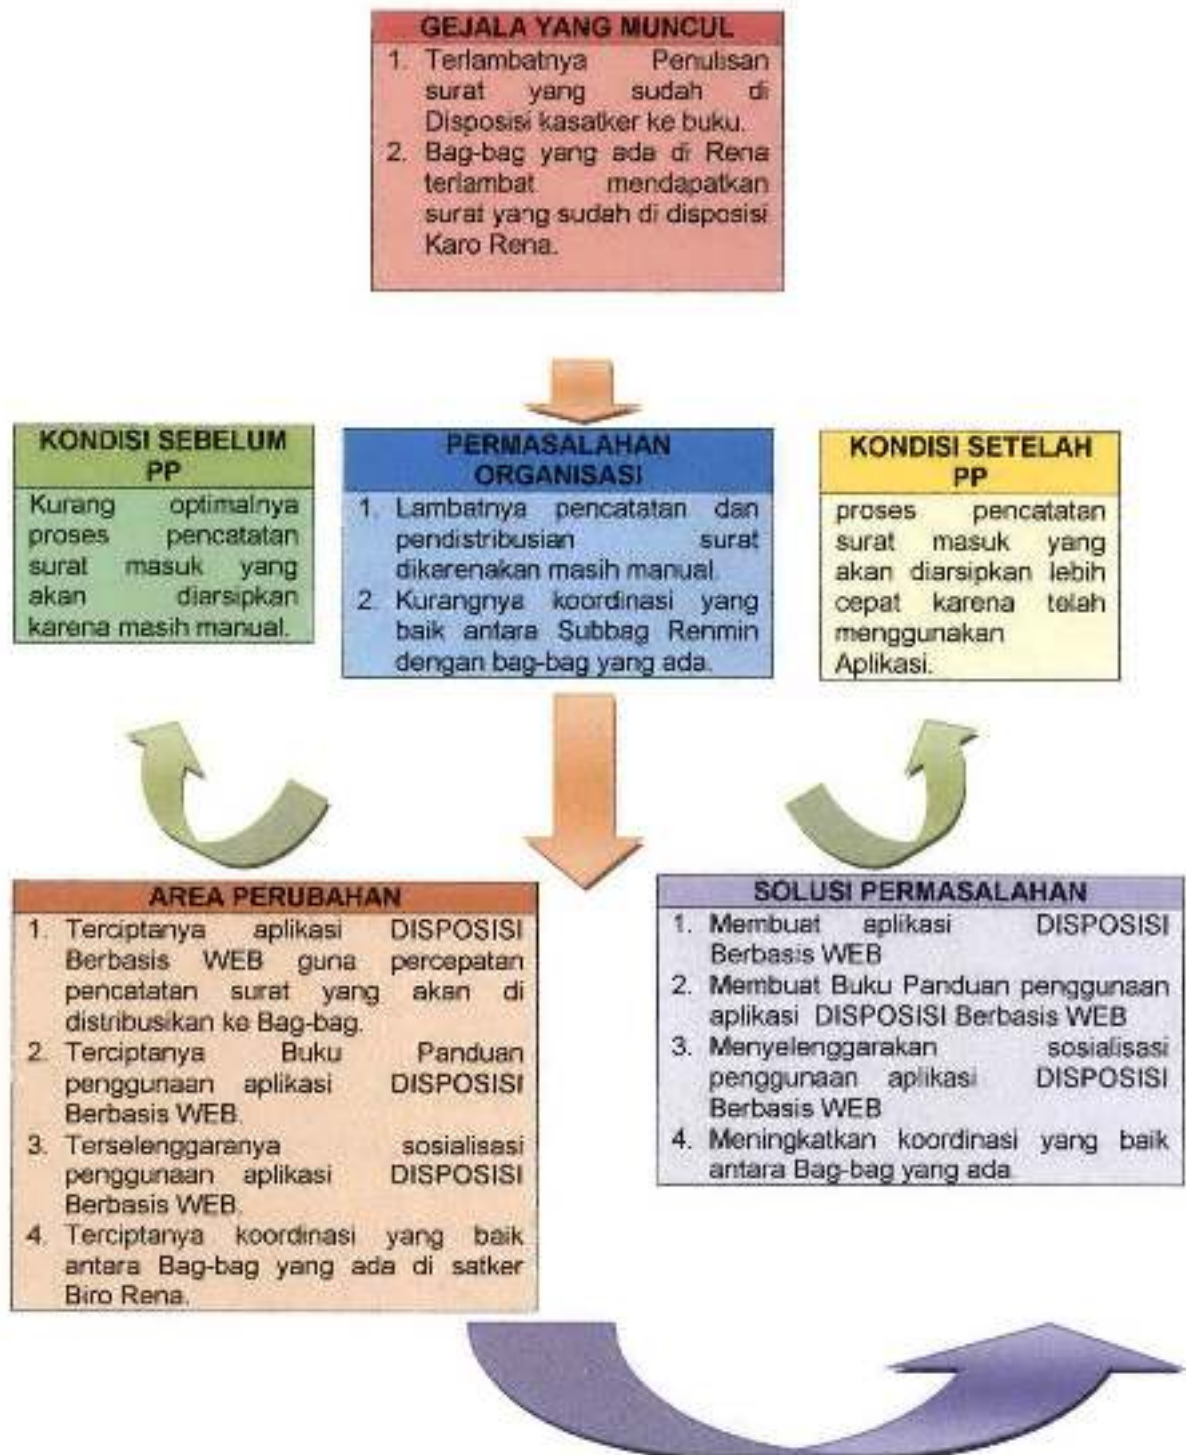 GEJALA YANG MUNCUL
1. Terlambatnya Penulisan
surat yang sudah di
Disposisi kasatker ke buku.
2. Bag-bag yang ada di Rena
terlambat mendapatkan
surat yang sudah di disposisi
Karo Rena.
KONDISI SEBELUM
PP
Kurang optimalnya
proses pencatatan
surat masuk yang
akan diarsipkan
karena masih manual.
PERMASALAHAN
ORGANISASI
1. Lambatnya pencatatan dan
pendistribusian surat
dikarenakan masih manual.
2. Kurangnya koordinasi yang
baik antara Subbag Renmin
dengan bag-bag yang ada.
KONDISI SETELAH
PP
proses pencatatan
surat masuk yang
akan diarsipkan lebih
cepat karena telah
menggunakan
Aplikasi.
AREA PERUBAHAN
1. Terciptanya aplikasi DISPOSISI
Berbasis WEB guna percepatan
pencatatan surat yang akan di
distribusikan ke Bag-bag.
2. Terciptanya Buku Panduan
penggunaan aplikasi DISPOSISI
Berbasis WEB.
3. Terselenggaranya sosialisasi
penggunaan aplikasi DISPOSISI
Berbasis WEB.
4. Terciptanya koordinasi yang baik
antara Bag-bag yang ada di satker
Biro Rena.
SOLUSI PERMASALAHAN
1. Membuat aplikasi DISPOSISI
Berbasis WEB
2. Membuat Buku Panduan penggunaan
aplikasi DISPOSISI Berbasis WEB
3. Menyelenggarakan sosialisasi
penggunaan aplikasi DISPOSISI
Berbasis WEB
4. Meningkatkan koordinasi yang baik
antara Bag-bag yang ada.